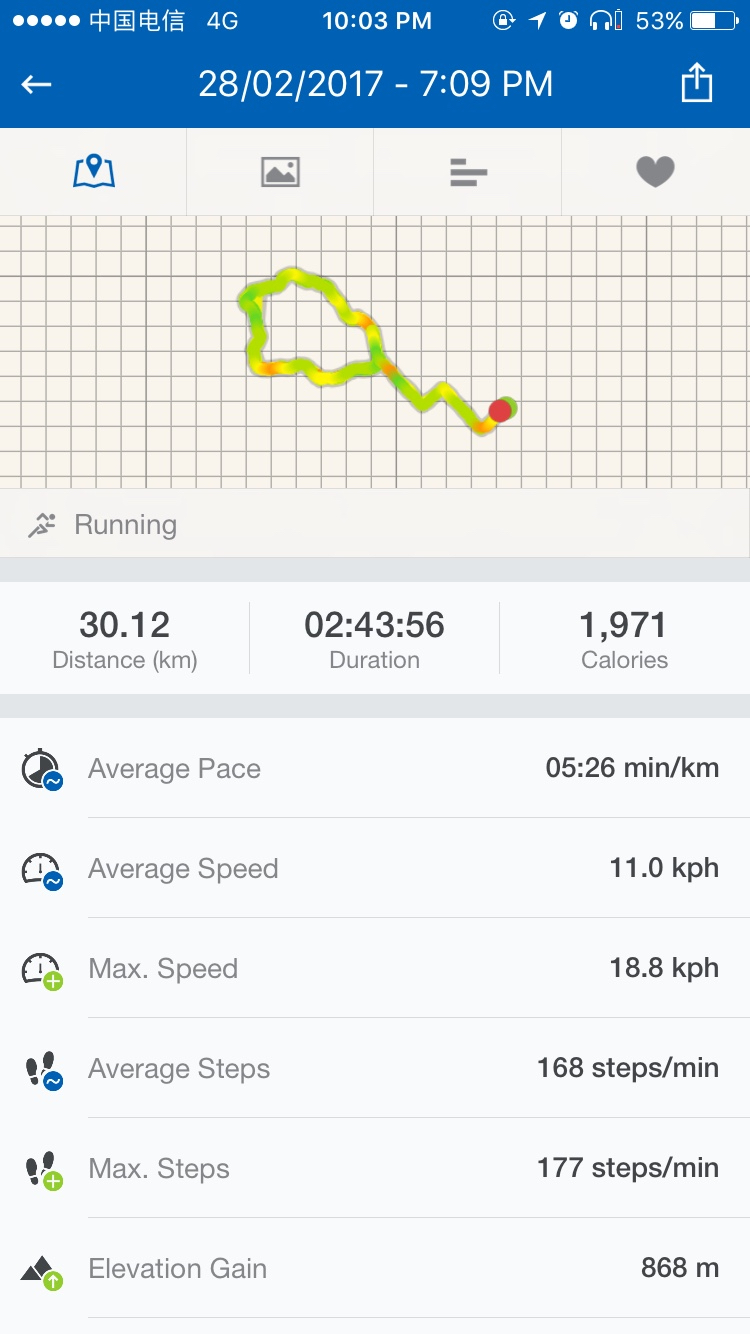 中国电信 4G 10:03 PM 53%
28/02/2017 - 7:09 PM
Running
30.12 02:43:56 1,971
Distance (km) Duration Calories
Average Pace 05:26 min/km
Average Speed 11.0 kph
Max. Speed 18.8 kph
Average Steps 168 steps/min
Max. Steps 177 steps/min
Elevation Gain 868 m